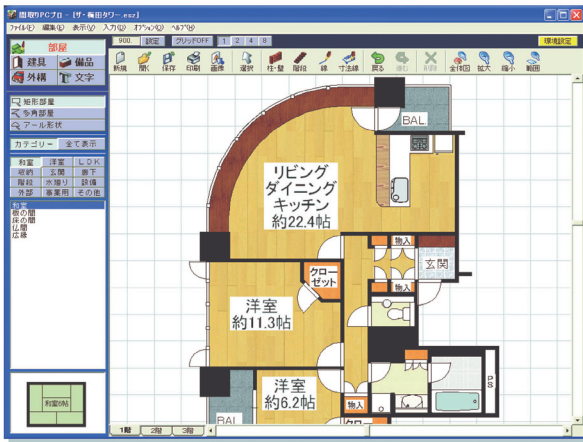 間取りPCプロ - [ザ・梅田タワー.esz]
ファイル(F) 編集(E) 表示(V) 入力(D) オプション(O) ヘルプ(H)
部屋
建具 備品
外構 文字
900. 設定 グリッドOFF 1 2 4 8 環境設定
新規 開く 保存 印刷 画像 選択 柱・壁 階段 線 寸法線 戻る 進む 削除 全体図 拡大 縮小 範囲
矩形部屋
多角部屋
アール形状
カテゴリー 全て表示
和室 洋室 LDK
収納 玄関 廊下
階段 水廻り 設備
外部 事業用 その他
和室
板の間
床の間
仏間
広縁
和室6帖
BAL
リビング
ダイニング
キッチン
約22.4帖
物入
玄関
物入
クロー
ゼット
洋室
約11.3帖
洋室
約6.2帖
物入
PS
BAL
クロー
1階 2階 3階